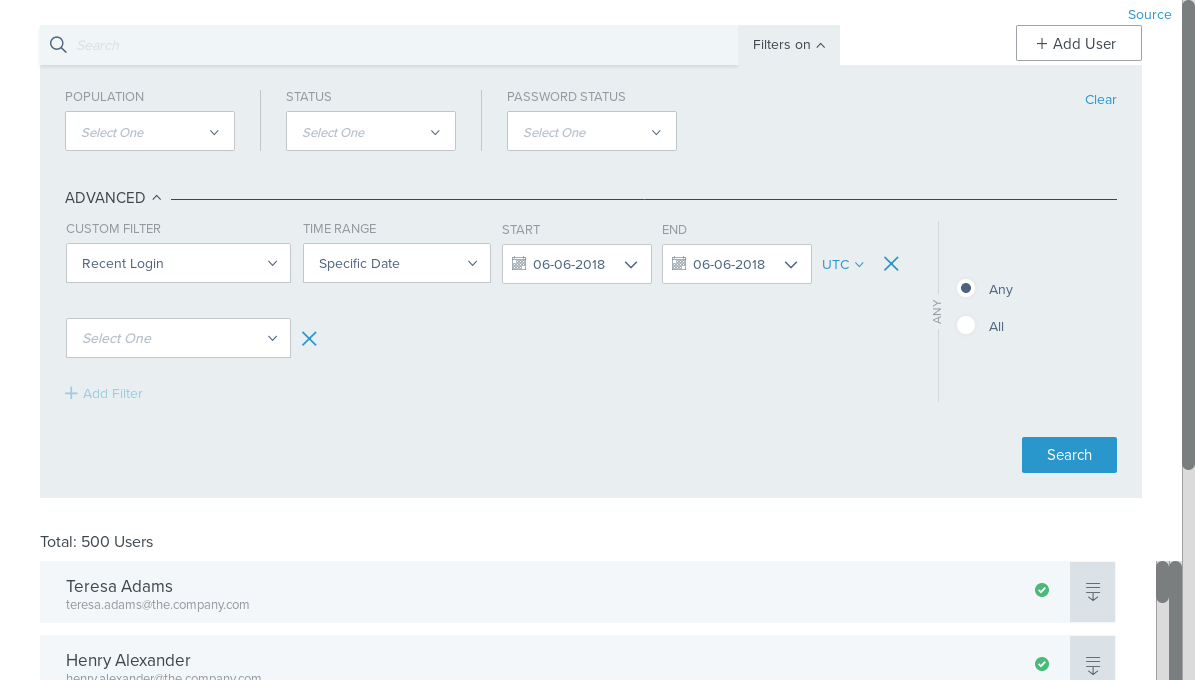 Source
Search
Filters on
Add User
POPULATION
STATUS
PASSWORD STATUS
Clear
Select One
Select One
Select One
ADVANCED
CUSTOM FILTER
TIME RANGE
START
END
Recent Login
Specific Date
06-06-2018
06-06-2018
UTC
ANY
Any
All
Select One
Add Filter
Search
Total: 500 Users
Teresa Adams
teresa.adams@the.company.com
Henry Alexander
henry.alexander@the.company.com